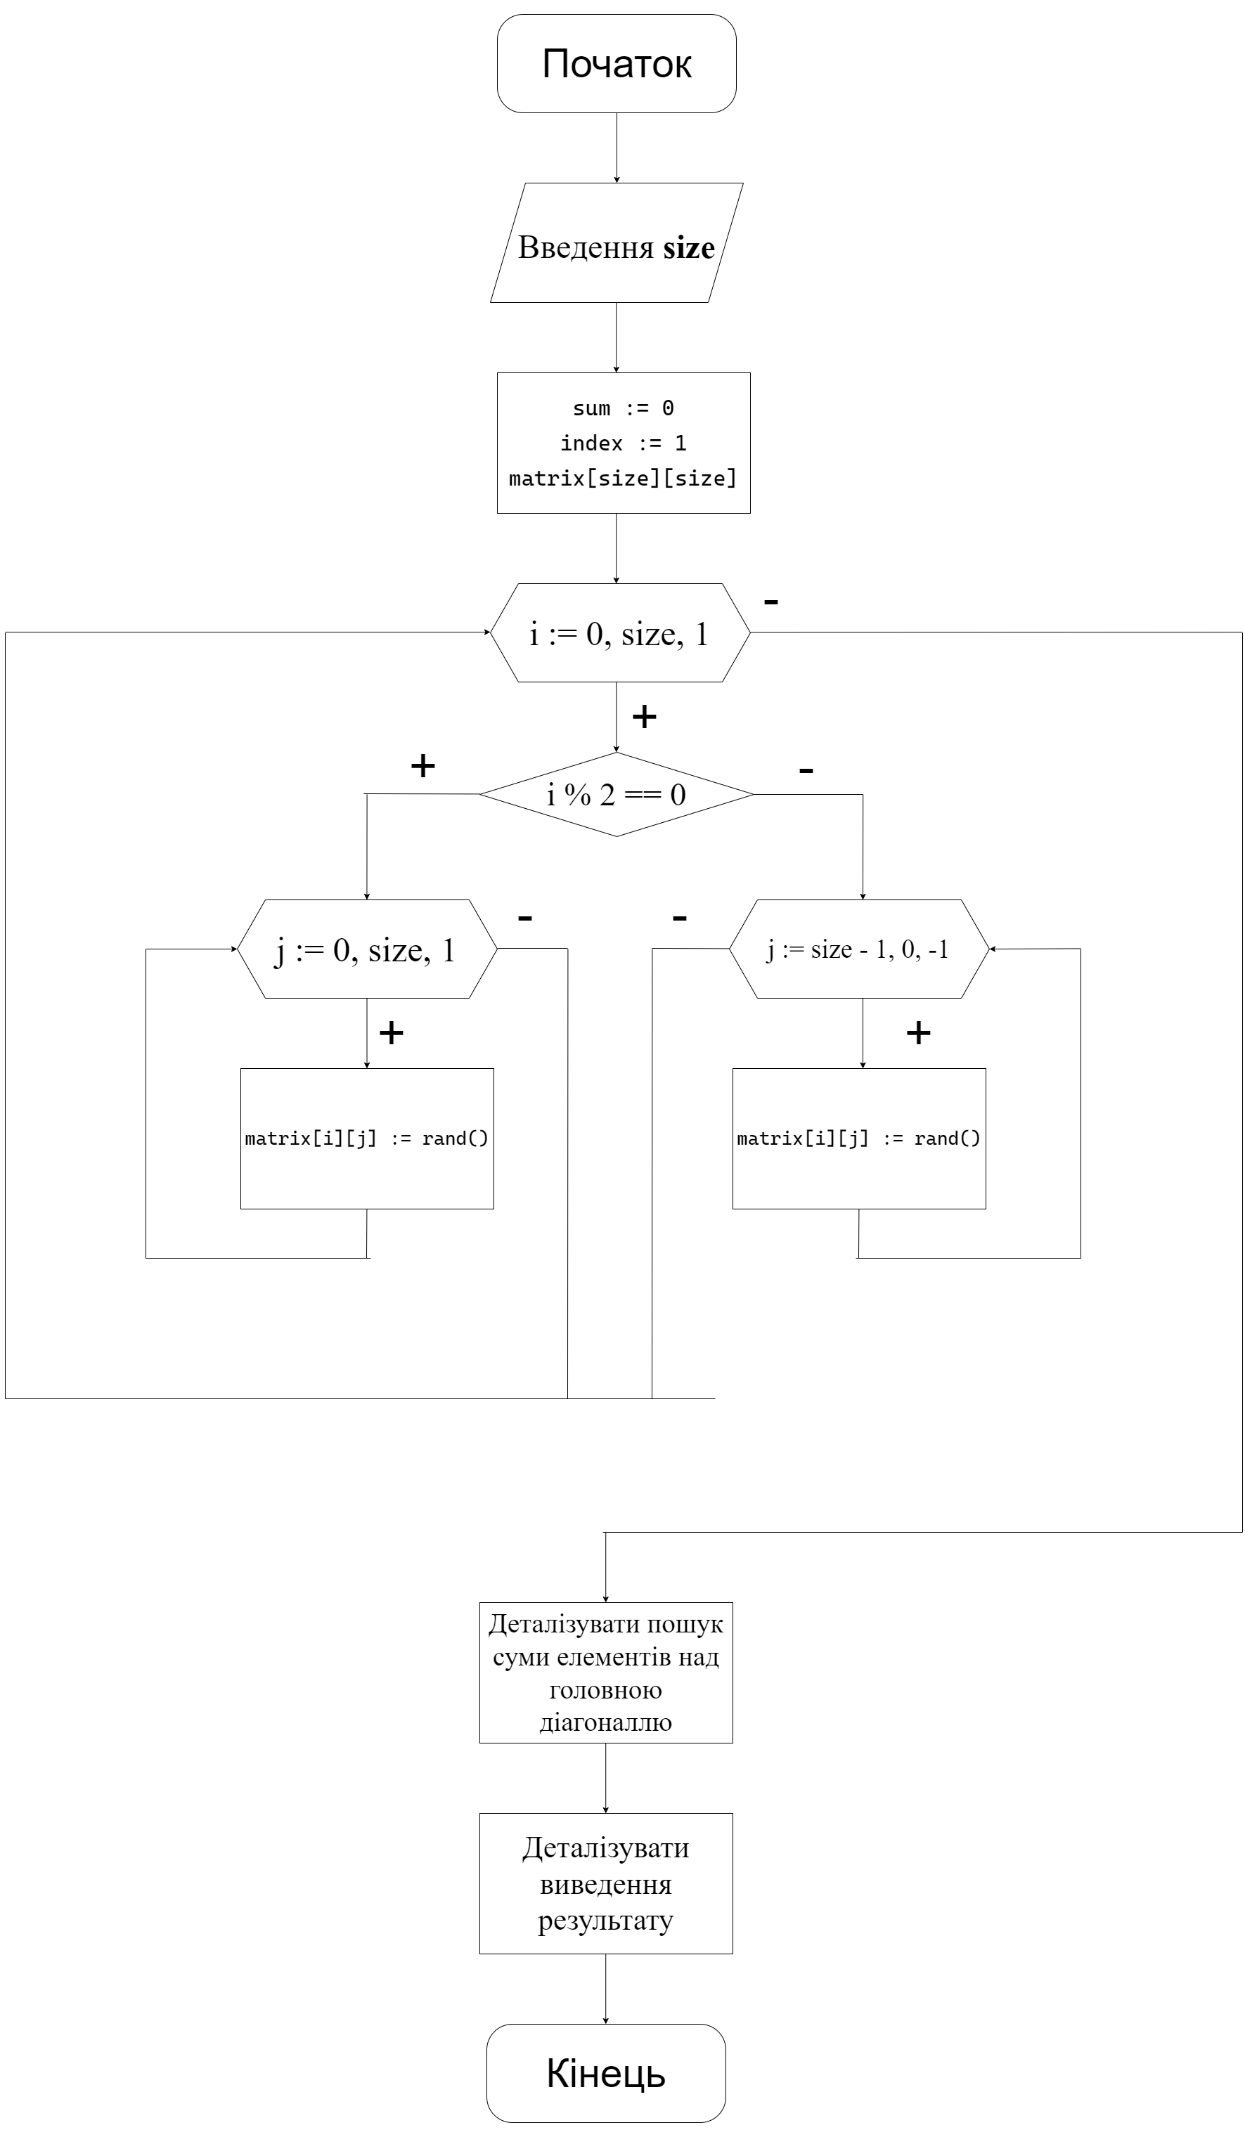 Початок
Введення size
sum := 0
index := 1
matrix[size][size]
-
i := 0, size, 1
+
+
-
i % 2 == 0
-
-
j := 0, size, 1
j := size - 1, 0, -1
+
+
matrix[i][j] := rand()
matrix[i][j] := rand()
Деталізувати пошук
суми елементів над
головною
діагоналлю
Деталізувати
виведення
результату
Кінець